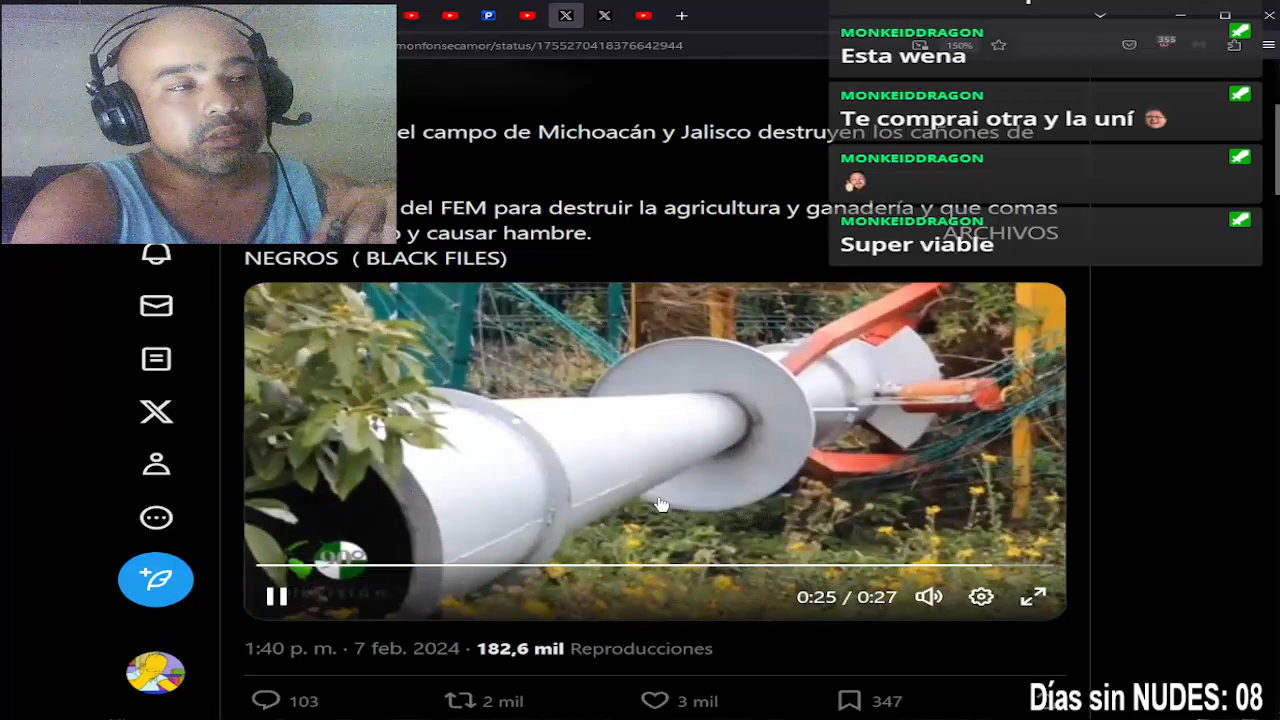 monfonsecamor/status/1755270418376642944
150%
355
MONKEIDDRAGON
Esta wena
MONKEIDDRAGON
Te comprai otra y la uní
MONKEIDDRAGON
MONKEIDDRAGON
Super viable
el campo de Michoacán y Jalisco destruyen los cañones de
del FEM para destruir la agricultura y ganadería y que comas
o y causar hambre.
ARCHIVOS
NEGROS ( BLACK FILES)
0:25 / 0:27
1:40 p. m. · 7 feb. 2024 · 182,6 mil Reproducciones
103
2 mil
3 mil
347
Días sin NUDES: 08